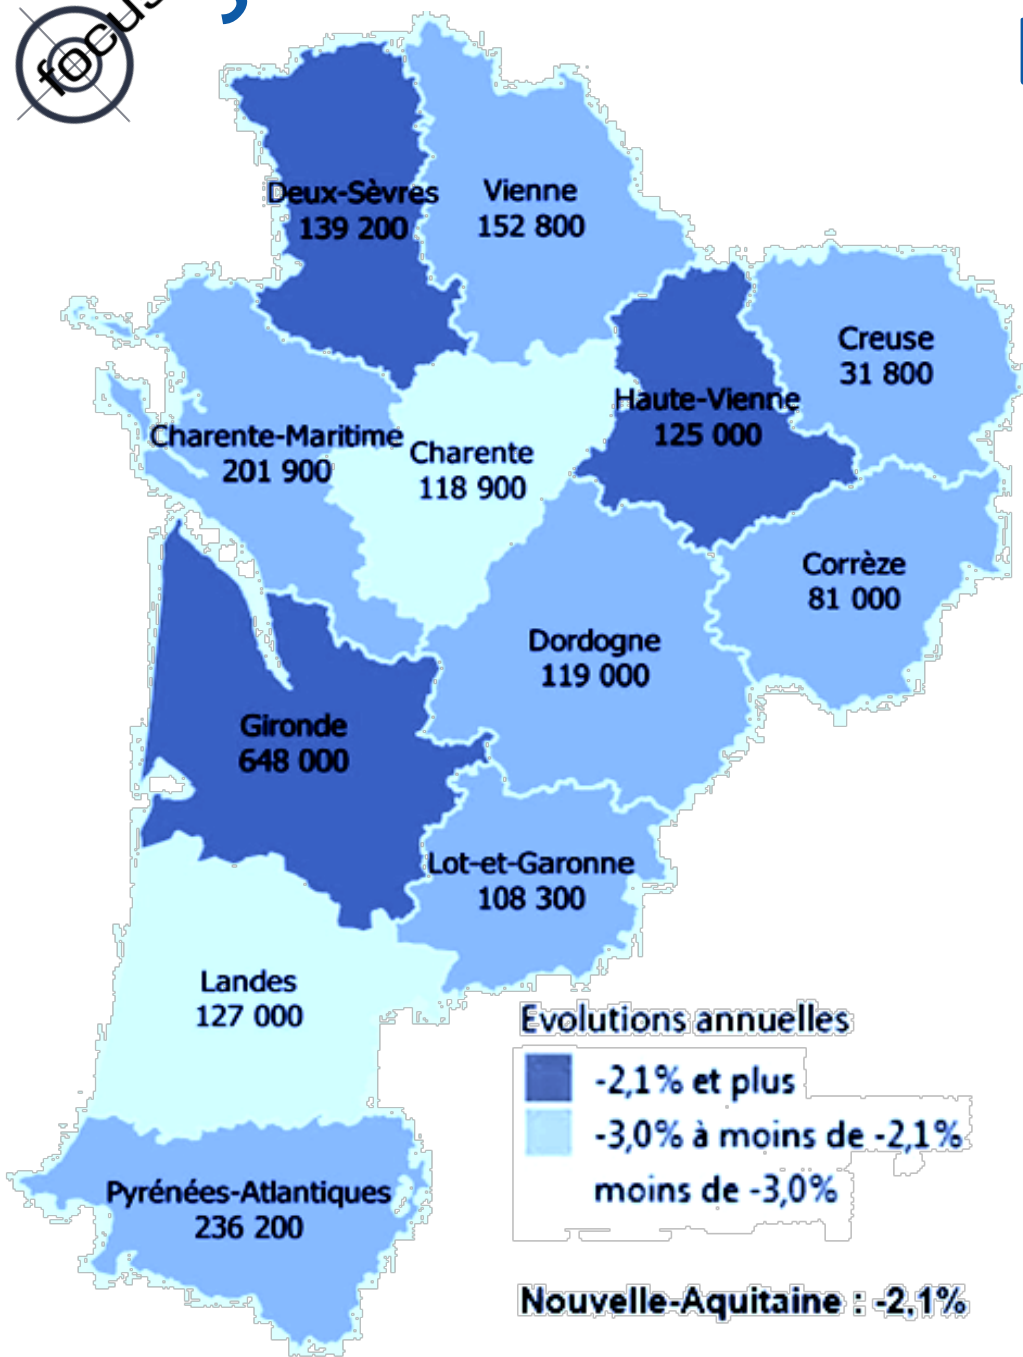 focus
Deux-Sèvres
139 200
Vienne
152 800
Creuse
31 800
Haute-Vienne
125 000
Charente-Maritime
201 900
Charente
118 900
Corrèze
81 000
Dordogne
119 000
Gironde
648 000
Lot-et-Garonne
108 300
Landes
127 000
Pyrénées-Atlantiques
236 200
Evolutions annuelles
-2,1% et plus
-3,0% à moins de -2,1%
moins de -3,0%
Nouvelle-Aquitaine : -2,1%